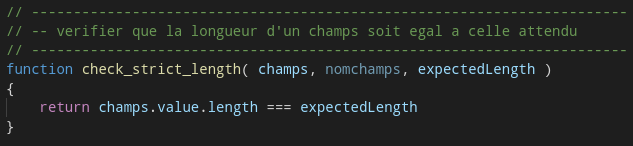 // ------------------------------------------------------------------------
// -- verifier que la longueur d'un champs soit egal a celle attendu
// ------------------------------------------------------------------------
function check_strict_length( champs, nomchamps, expectedLength )
{
    return champs.value.length === expectedLength
}